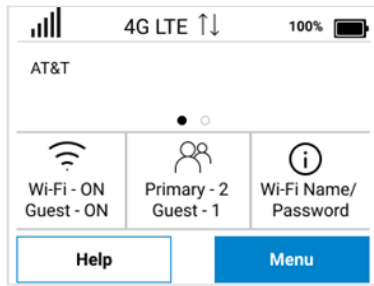 4G LTE ↑↓ 100%
AT&T
Wi-Fi - ON
Guest - ON
Primary - 2
Guest - 1
Wi-Fi Name/
Password
Help
Menu